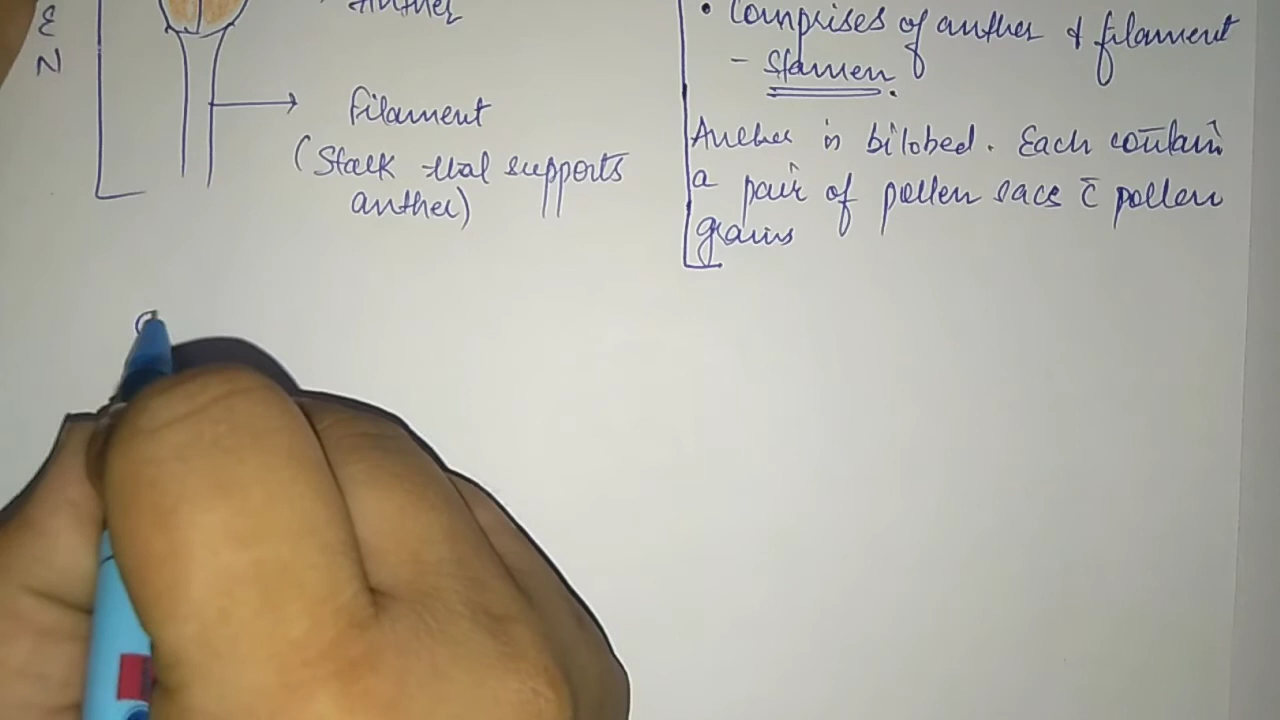 E
N
Anther
filament
(Stalk that supports
anther)
• Comprises of anther & filament
- Stamen.
Anther is bilobed. Each contain
a pair of pollen sacs c̄ pollen
grains